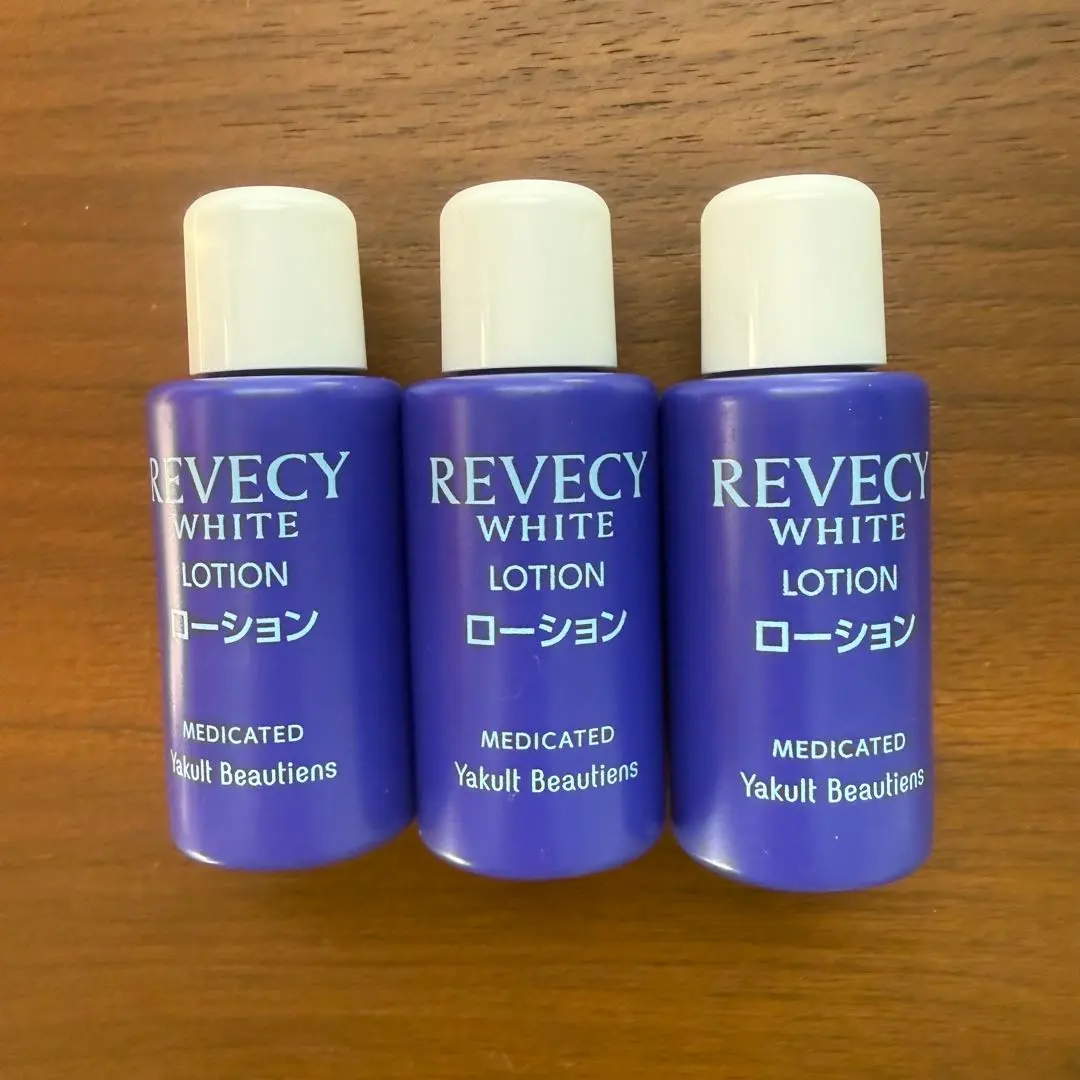 REVECY
WHITE
LOTION
ローション
MEDICATED
Yakult Beautiens
REVECY
WHITE
LOTION
ローション
MEDICATED
Yakult Beautiens
REVECY
WHITE
LOTION
ローション
MEDICATED
Yakult Beautiens